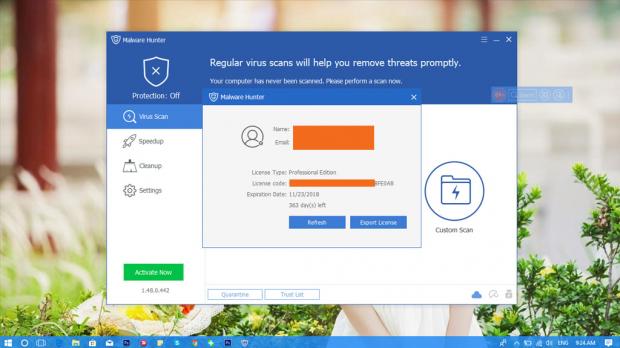 Malware Hunter
Regular virus scans will help you remove threats promptly.
Your computer has never been scanned. Please perform a scan now.
Protection: Off
Virus Scan
Speedup
Cleanup
Settings
Activate Now
1.48.0.442
Malware Hunter
Name:
Email:
License Type: Professional Edition
License code: 8FE0AB
Expiration Date: 11/23/2018
363 day(s) left
Refresh
Export License
Custom Scan
Quarantine
Trust List
ENG
9:24 AM